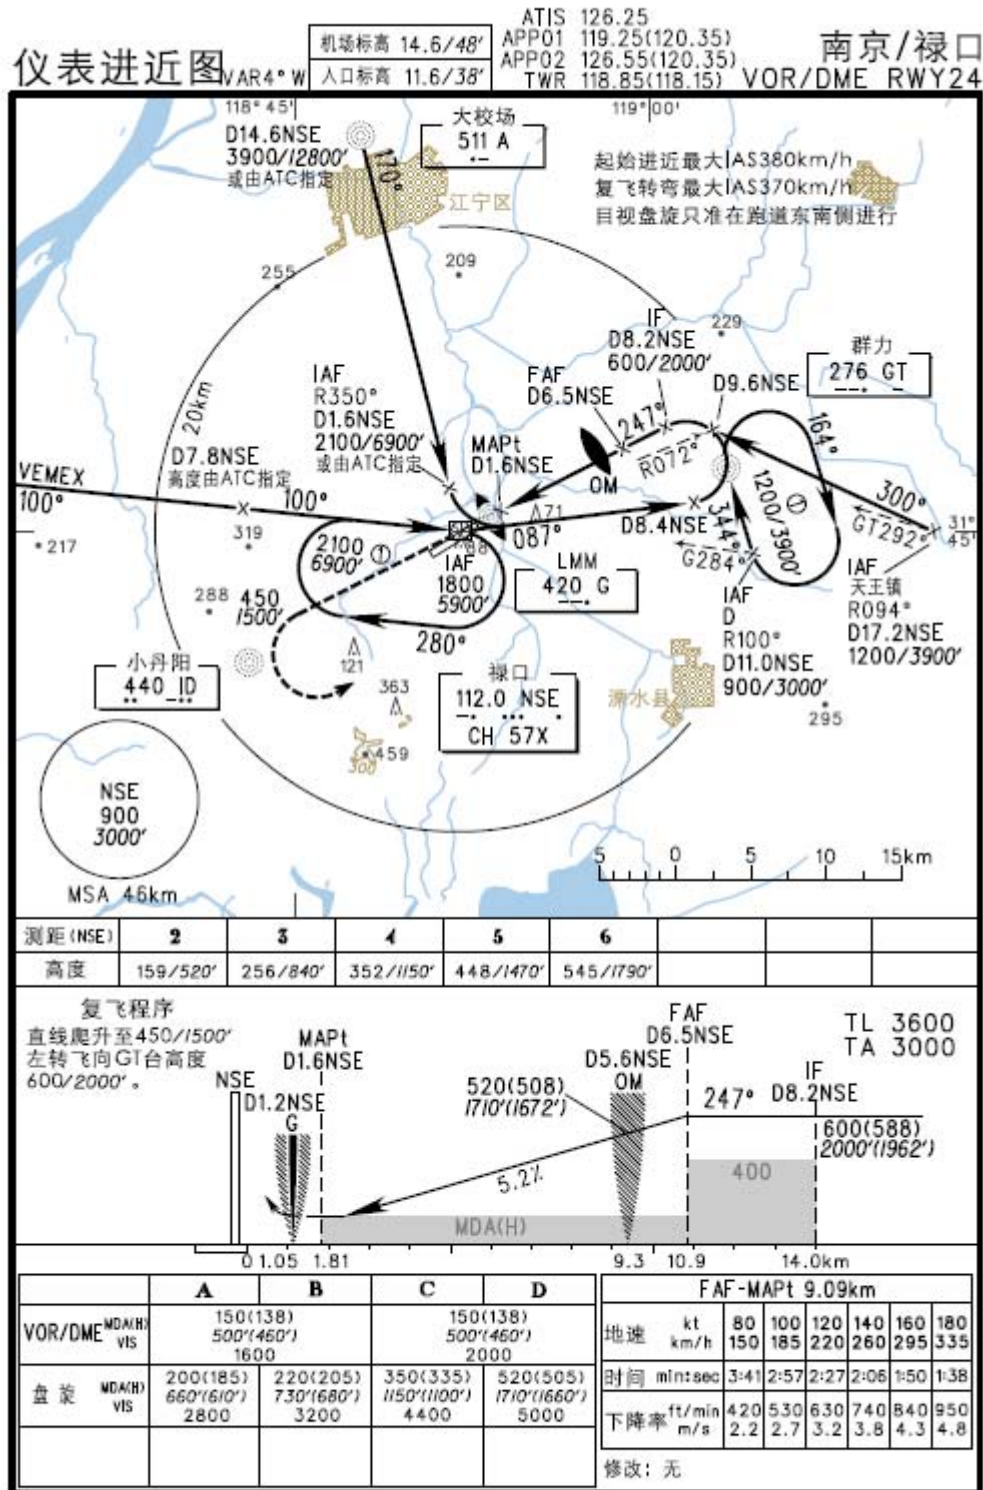 仪表进近图
VAR4°W
机场标高 14.6/48'
入口标高 11.6/38'
ATIS 126.25
APP01 119.25(120.35)
APP02 126.55(120.35)
TWR 118.85(118.15)
南京/禄口
VOR/DME RWY24
118°45'
119°00'
D14.6NSE
3900/12800'
或由ATC指定
170°
大校场
511 A
江宁区
起始进近最大IAS380km/h
复飞转弯最大IAS370km/h
目视盘旋只准在跑道东南侧进行
255
209
229
20km
IAF
R350°
D1.6NSE
2100/6900'
或由ATC指定
IF
D8.2NSE
600/2000'
FAF
D6.5NSE
D9.6NSE
群力
276 GT
247°
R072°
OM
164°
MAPt
D1.6NSE
VEMEX
100°
D7.8NSE
高度由ATC指定
100°
319
217
71
087°
D8.4NSE
344°
G284°
1200/3900'
①
300°
GT292°
31°
45'
2100
6900'
①
88
IAF
1800
5900'
LMM
420 G
288
450
1500'
280°
IAF
D
R100°
D11.0NSE
900/3000'
IAF
天王镇
R094°
D17.2NSE
1200/3900'
121
小丹阳
440 ID
363
禄口
112.0 NSE
CH 57X
溧水县
295
459
300
NSE
900
3000'
MSA 46km
5 0 5 10 15km
测距(NSE) 2 3 4 5 6
高度 159/520' 256/840' 352/1150' 448/1470' 545/1790'
复飞程序
直线爬升至450/1500'
左转飞向GT台高度
600/2000'。
NSE
D1.2NSE
G
MAPt
D1.6NSE
520(508)
1710'(1672')
D5.6NSE
OM
FAF
D6.5NSE
247°
IF
D8.2NSE
TL 3600
TA 3000
600(588)
2000'(1962')
400
5.2%
MDA(H)
0 1.05 1.81 9.3 10.9 14.0km
A B C D
VOR/DME MDA(H) VIS
150(138)
500'(460')
1600
150(138)
500'(460')
2000
盘旋 MDA(H) VIS
200(185) 220(205) 350(335) 520(505)
660'(610') 730'(680') 1150'(1100') 1710'(1660')
2800 3200 4400 5000
FAF-MAPt 9.09km
地速 kt 80 100 120 140 160 180
km/h 150 185 220 260 295 335
时间 min:sec 3:41 2:57 2:27 2:06 1:50 1:38
下降率 ft/min 420 530 630 740 840 950
m/s 2.2 2.7 3.2 3.8 4.3 4.8
修改: 无